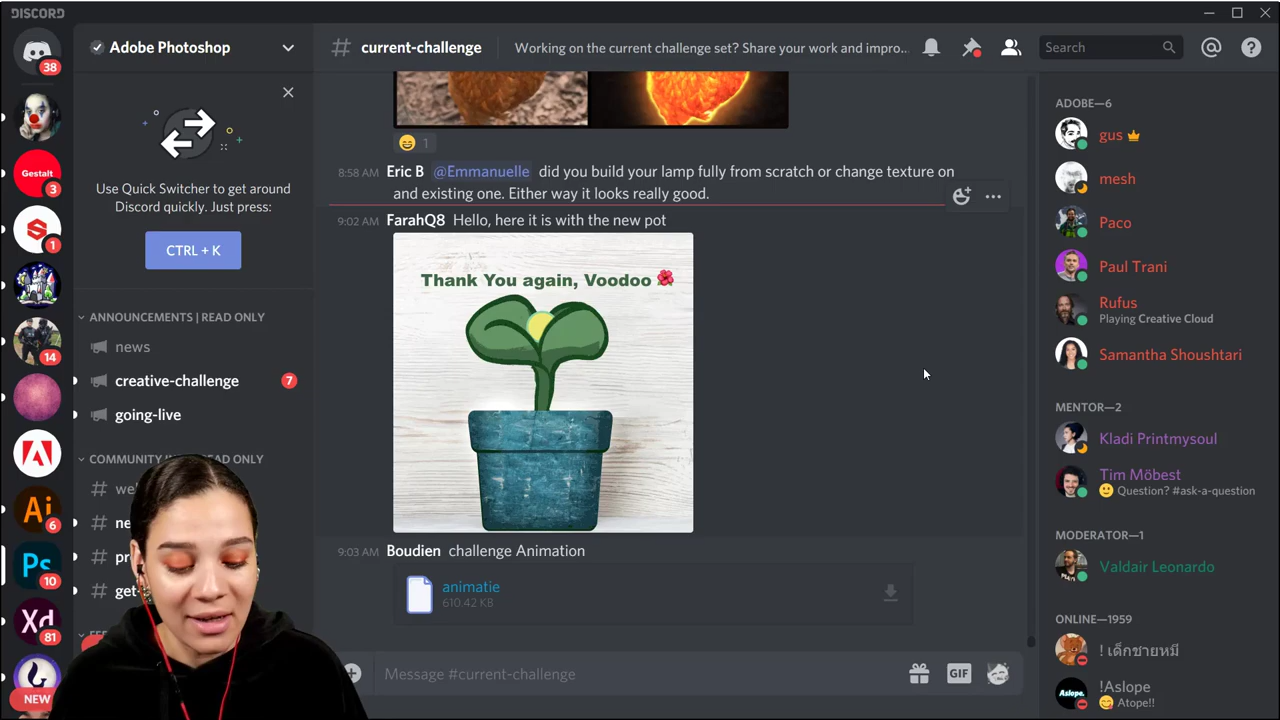 DISCORD
38
Adobe Photoshop
current-challenge
Working on the current challenge set? Share your work and impro...
Search
Use Quick Switcher to get around
Discord quickly. Just press:
CTRL + K
Gestalt
3
1
14
Ai
6
Ps
10
Xd
81
NEW
ANNOUNCEMENTS | READ ONLY
news
creative-challenge
7
going-live
COMMUNITY
READ ONLY
1
8:58 AM Eric B @Emmanuelle did you build your lamp fully from scratch or change texture on
and existing one. Either way it looks really good.
9:02 AM FarahQ8 Hello, here it is with the new pot
Thank You again, Voodoo
9:03 AM Boudien challenge Animation
animatie
610.42 KB
Message #current-challenge
GIF
ADOBE—6
gus
mesh
Paco
Paul Trani
Rufus
Playing Creative Cloud
Samantha Shoushtari
MENTOR—2
Kladi Printmysoul
Tim Möbest
Question? #ask-a-question
MODERATOR—1
Valdair Leonardo
ONLINE—1959
! เด็กชายหมี
Aslope.
!Aslope
Atope!!